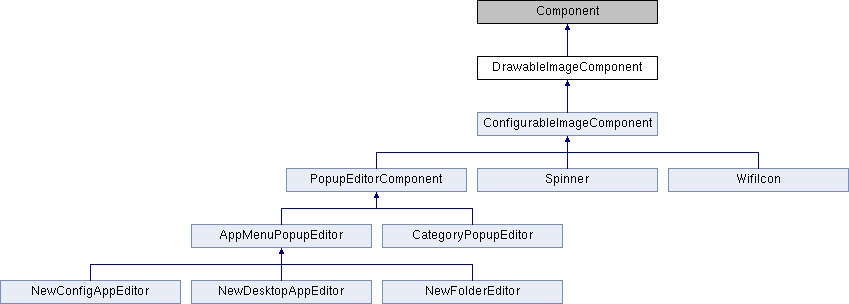 Component
DrawableImageComponent
ConfigurableImageComponent
PopupEditorComponent
Spinner
WifiIcon
AppMenuPopupEditor
CategoryPopupEditor
NewConfigAppEditor
NewDesktopAppEditor
NewFolderEditor